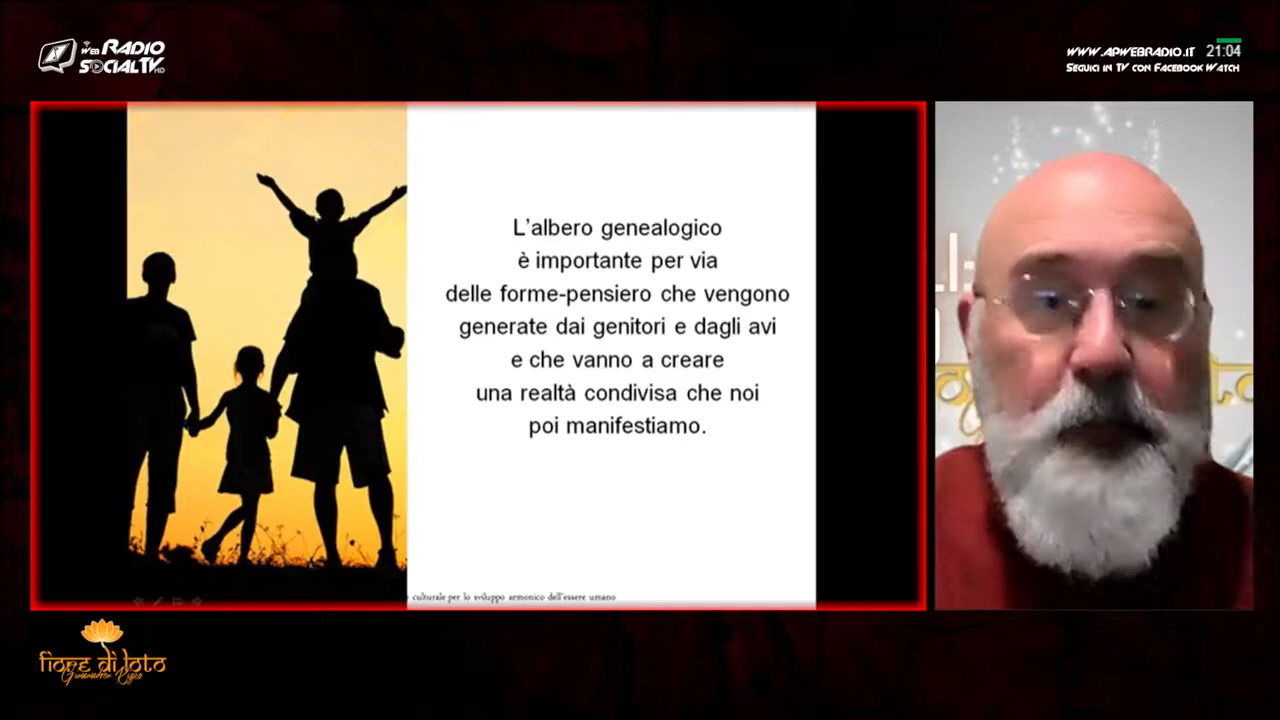 WEB RADIO
SOCIALTV HD
WWW.APWEBRADIO.IT 21:04
SEGUICI IN TV CON FACEBOOK WATCH
L'albero genealogico
è importante per via
delle forme-pensiero che vengono
generate dai genitori e dagli avi
e che vanno a creare
una realtà condivisa che noi
poi manifestiamo.
culturale per lo sviluppo armonico dell'essere umano
fiore di loto